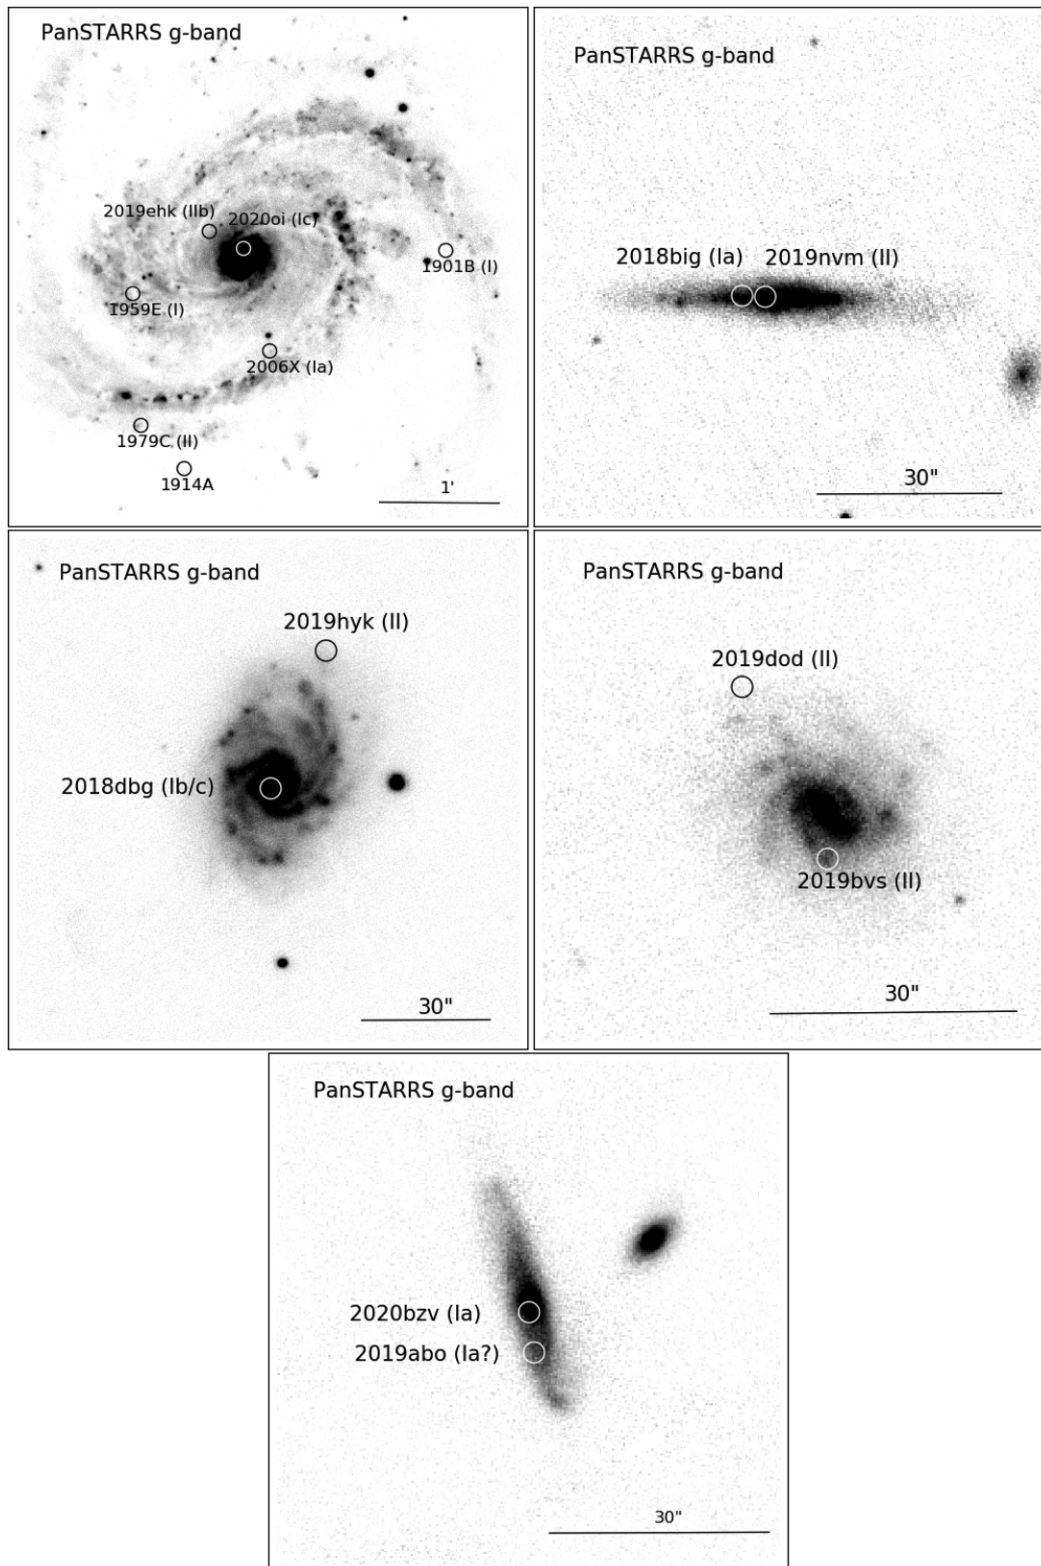 PanSTARRS g-band
2019ehk (IIb)
2020oi (Ic)
1901B (I)
1959E (I)
2006X (Ia)
1979C (II)
1914A
1'
PanSTARRS g-band
2018big (Ia)
2019nvm (II)
30"
PanSTARRS g-band
2019hyk (II)
2018dbg (Ib/c)
30"
PanSTARRS g-band
2019dod (II)
2019bvs (II)
30"
PanSTARRS g-band
2020bzv (Ia)
2019abo (Ia?)
30"